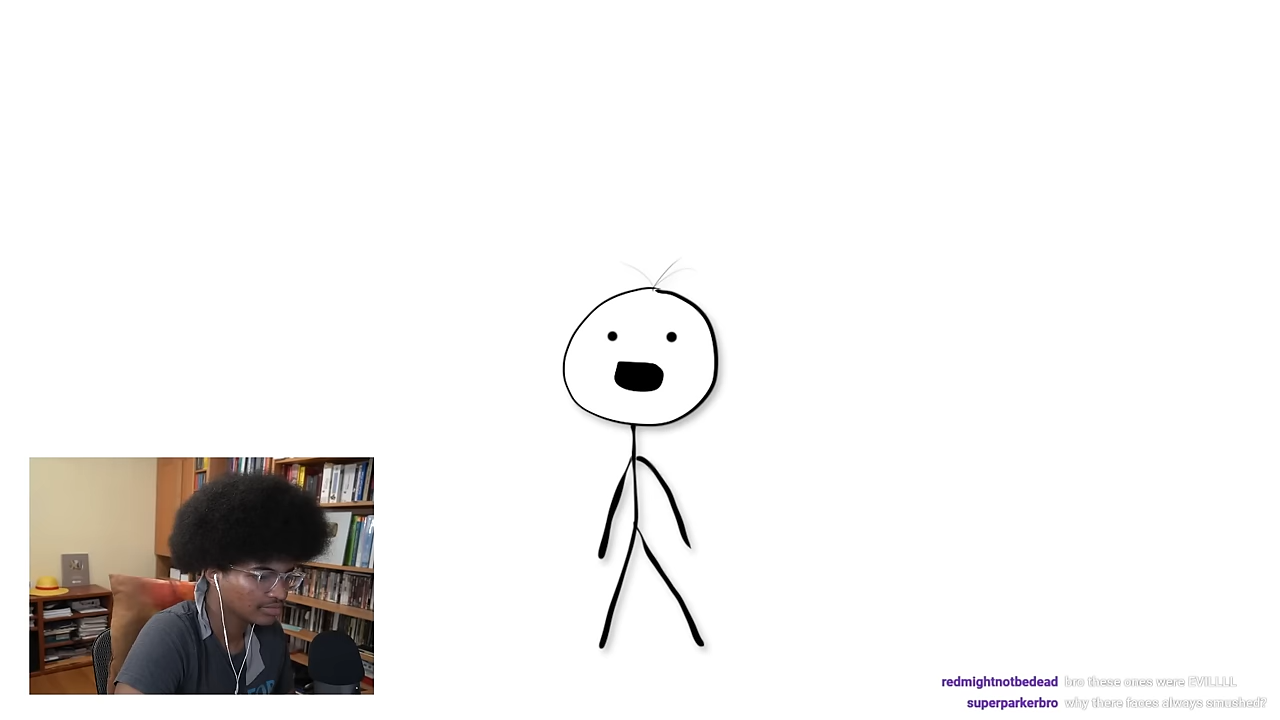 redmightnotbedead bro these ones were EVILLLL
superparkerbro why there faces always smushed?